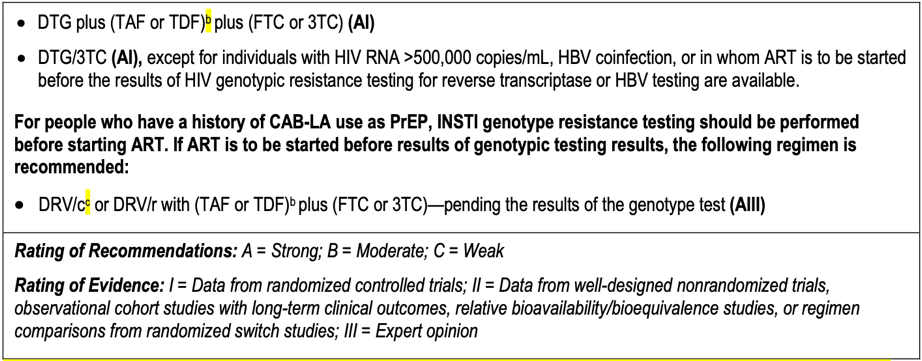 • DTG plus (TAF or TDF)b plus (FTC or 3TC) (AI)
• DTG/3TC (AI), except for individuals with HIV RNA >500,000 copies/mL, HBV coinfection, or in whom ART is to be started
before the results of HIV genotypic resistance testing for reverse transcriptase or HBV testing are available.
For people who have a history of CAB-LA use as PrEP, INSTI genotype resistance testing should be performed
before starting ART. If ART is to be started before results of genotypic testing results, the following regimen is
recommended:
• DRV/cc or DRV/r with (TAF or TDF)b plus (FTC or 3TC)—pending the results of the genotype test (AIII)
Rating of Recommendations: A = Strong; B = Moderate; C = Weak
Rating of Evidence: I = Data from randomized controlled trials; II = Data from well-designed nonrandomized trials,
observational cohort studies with long-term clinical outcomes, relative bioavailability/bioequivalence studies, or regimen
comparisons from randomized switch studies; III = Expert opinion